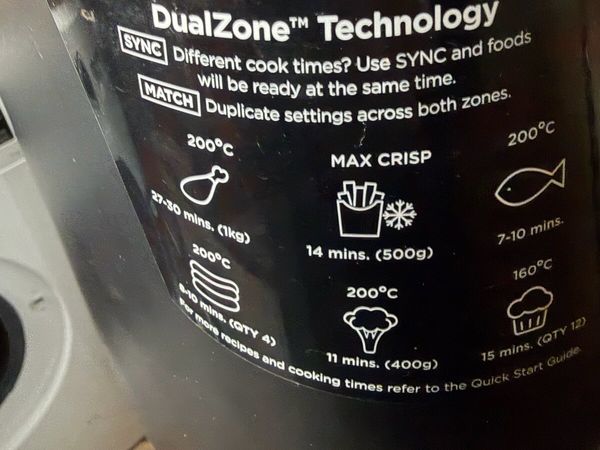 DualZone™ Technology
SYNC Different cook times? Use SYNC and foods
will be ready at the same time.
MATCH Duplicate settings across both zones.
200°C
27-30 mins. (1kg)
MAX CRISP
14 mins. (500g)
200°C
7-10 mins.
200°C
8-10 mins. (QTY 4)
200°C
11 mins. (400g)
160°C
15 mins. (QTY 12)
For more recipes and cooking times refer to the Quick Start Guide.